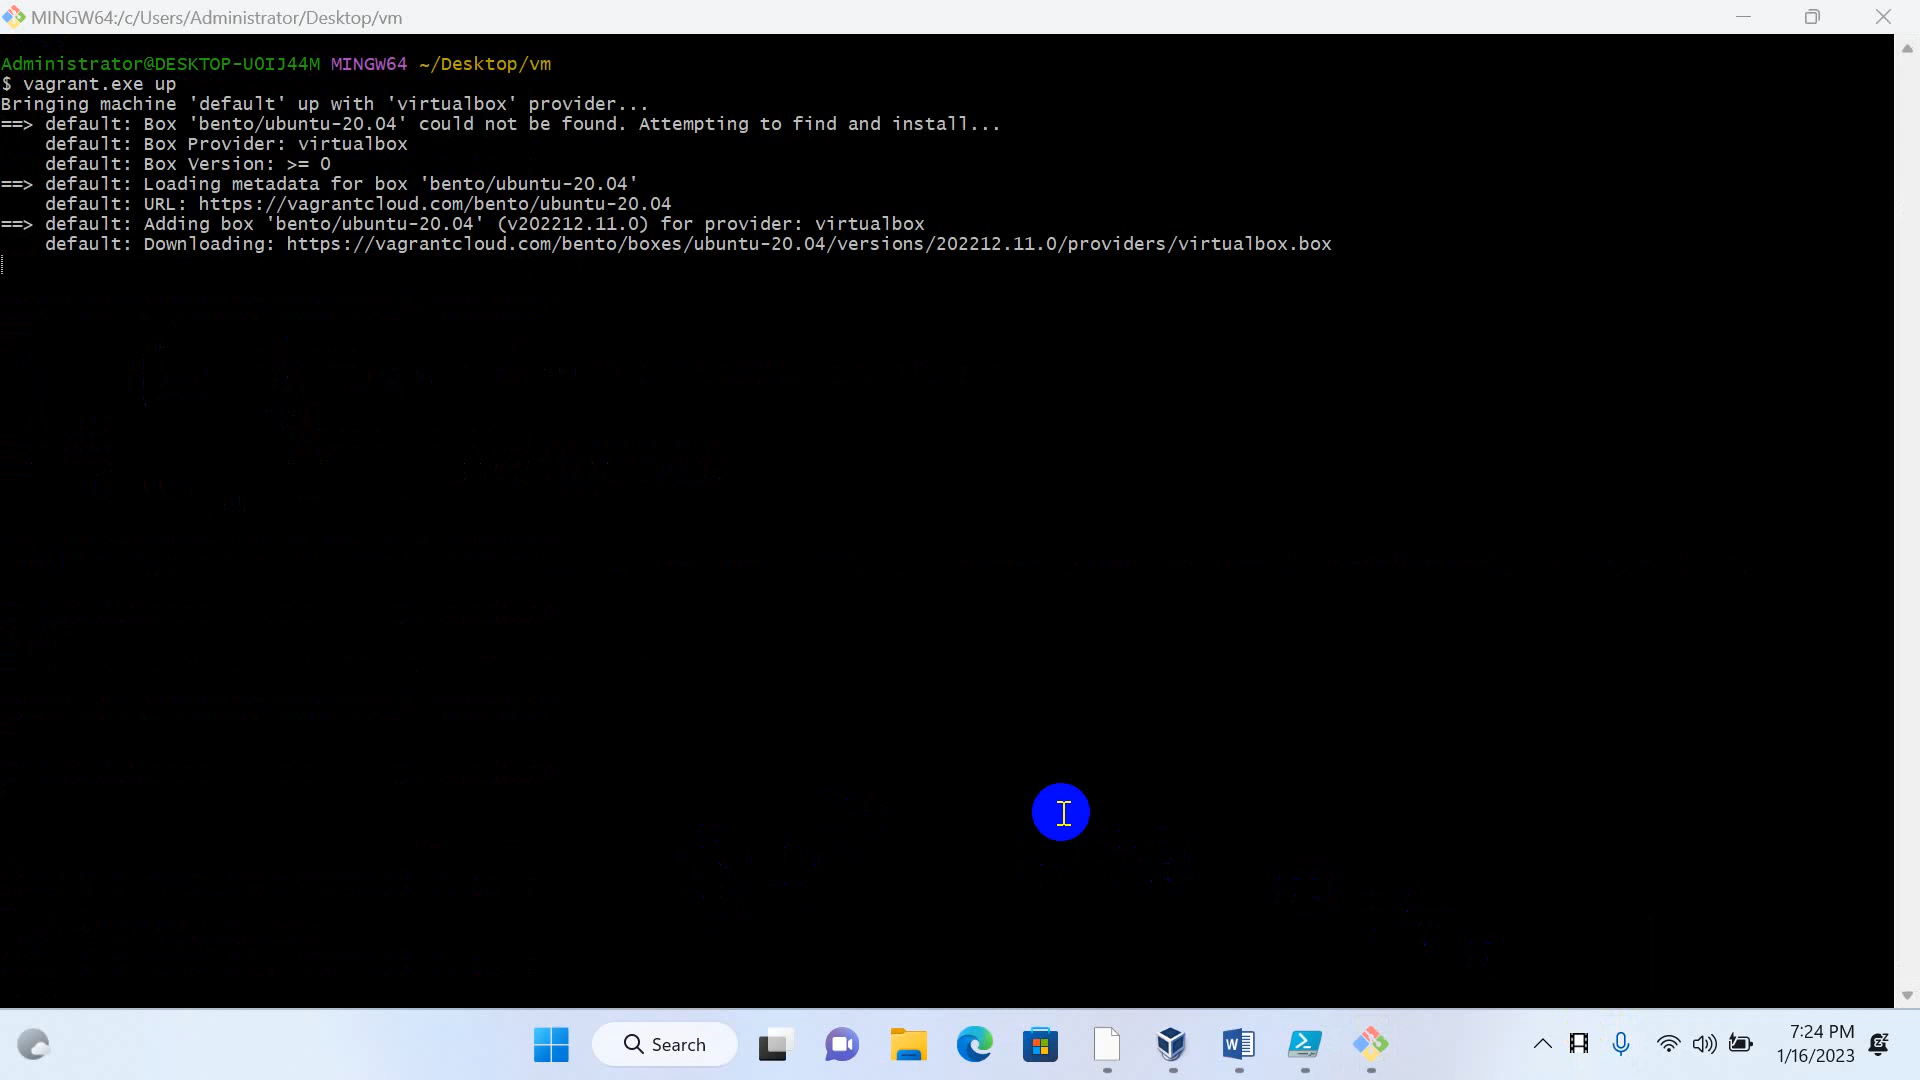 MINGW64:/c/Users/Administrator/Desktop/vm
Administrator@DESKTOP-UOIJ44M MINGW64 ~/Desktop/vm
$ vagrant.exe up
Bringing machine 'default' up with 'virtualbox' provider...
==> default: Box 'bento/ubuntu-20.04' could not be found. Attempting to find and install...
    default: Box Provider: virtualbox
    default: Box Version: >= 0
==> default: Loading metadata for box 'bento/ubuntu-20.04'
    default: URL: https://vagrantcloud.com/bento/ubuntu-20.04
==> default: Adding box 'bento/ubuntu-20.04' (v202212.11.0) for provider: virtualbox
    default: Downloading: https://vagrantcloud.com/bento/boxes/ubuntu-20.04/versions/202212.11.0/providers/virtualbox.box
Search
7:24 PM
1/16/2023